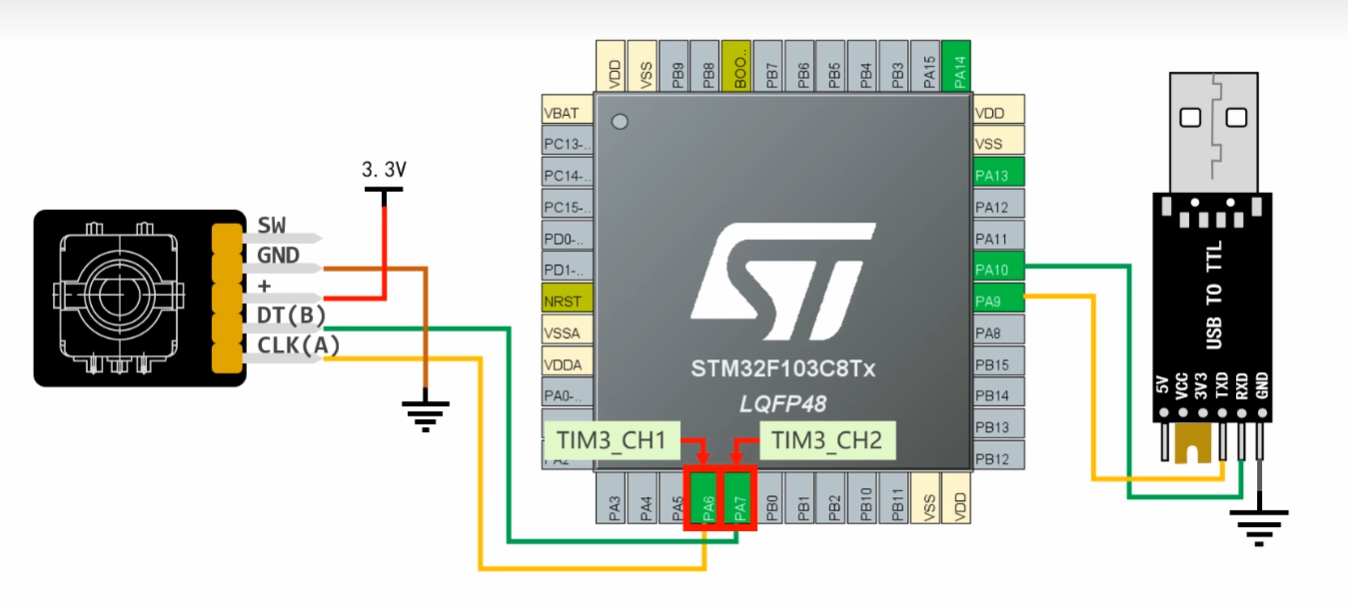 VDD
VSS
PB9
PB8
BOO..
PB7
PB6
PB5
PB4
PB3
PA15
PA14
VBAT
PC13-..
PC14-..
PC15-..
PD0-..
PD1-..
NRST
VSSA
VDDA
PA0-..
PA2
VDD
VSS
PA13
PA12
PA11
PA10
PA9
PA8
PB15
PB14
PB13
PB12
PA3
PA4
PA5
PA6
PA7
PB0
PB1
PB2
PB10
PB11
VSS
VDD
STM32F103C8Tx
LQFP48
TIM3_CH1
TIM3_CH2
3.3V
SW
GND
+
DT(B)
CLK(A)
USB TO TTL
5V
VCC
3V3
TXD
RXD
GND